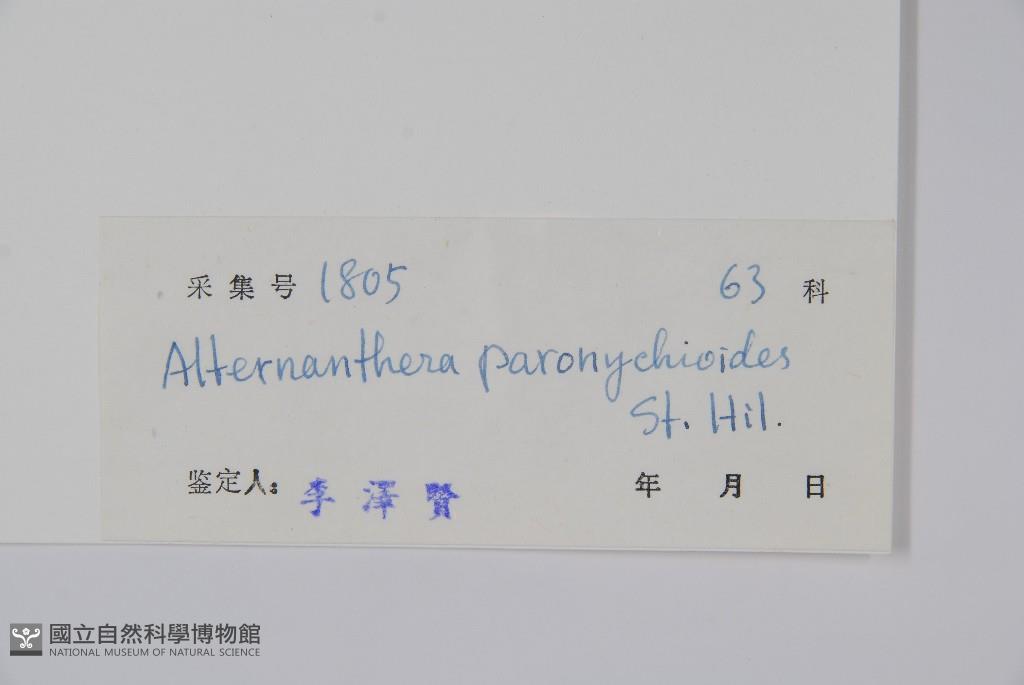 采集号 1805 63 科
Alternanthera paronychioides
St. Hil.
鉴定人: 李澤賢 年 月 日
國立自然科學博物館
NATIONAL MUSEUM OF NATURAL SCIENCE